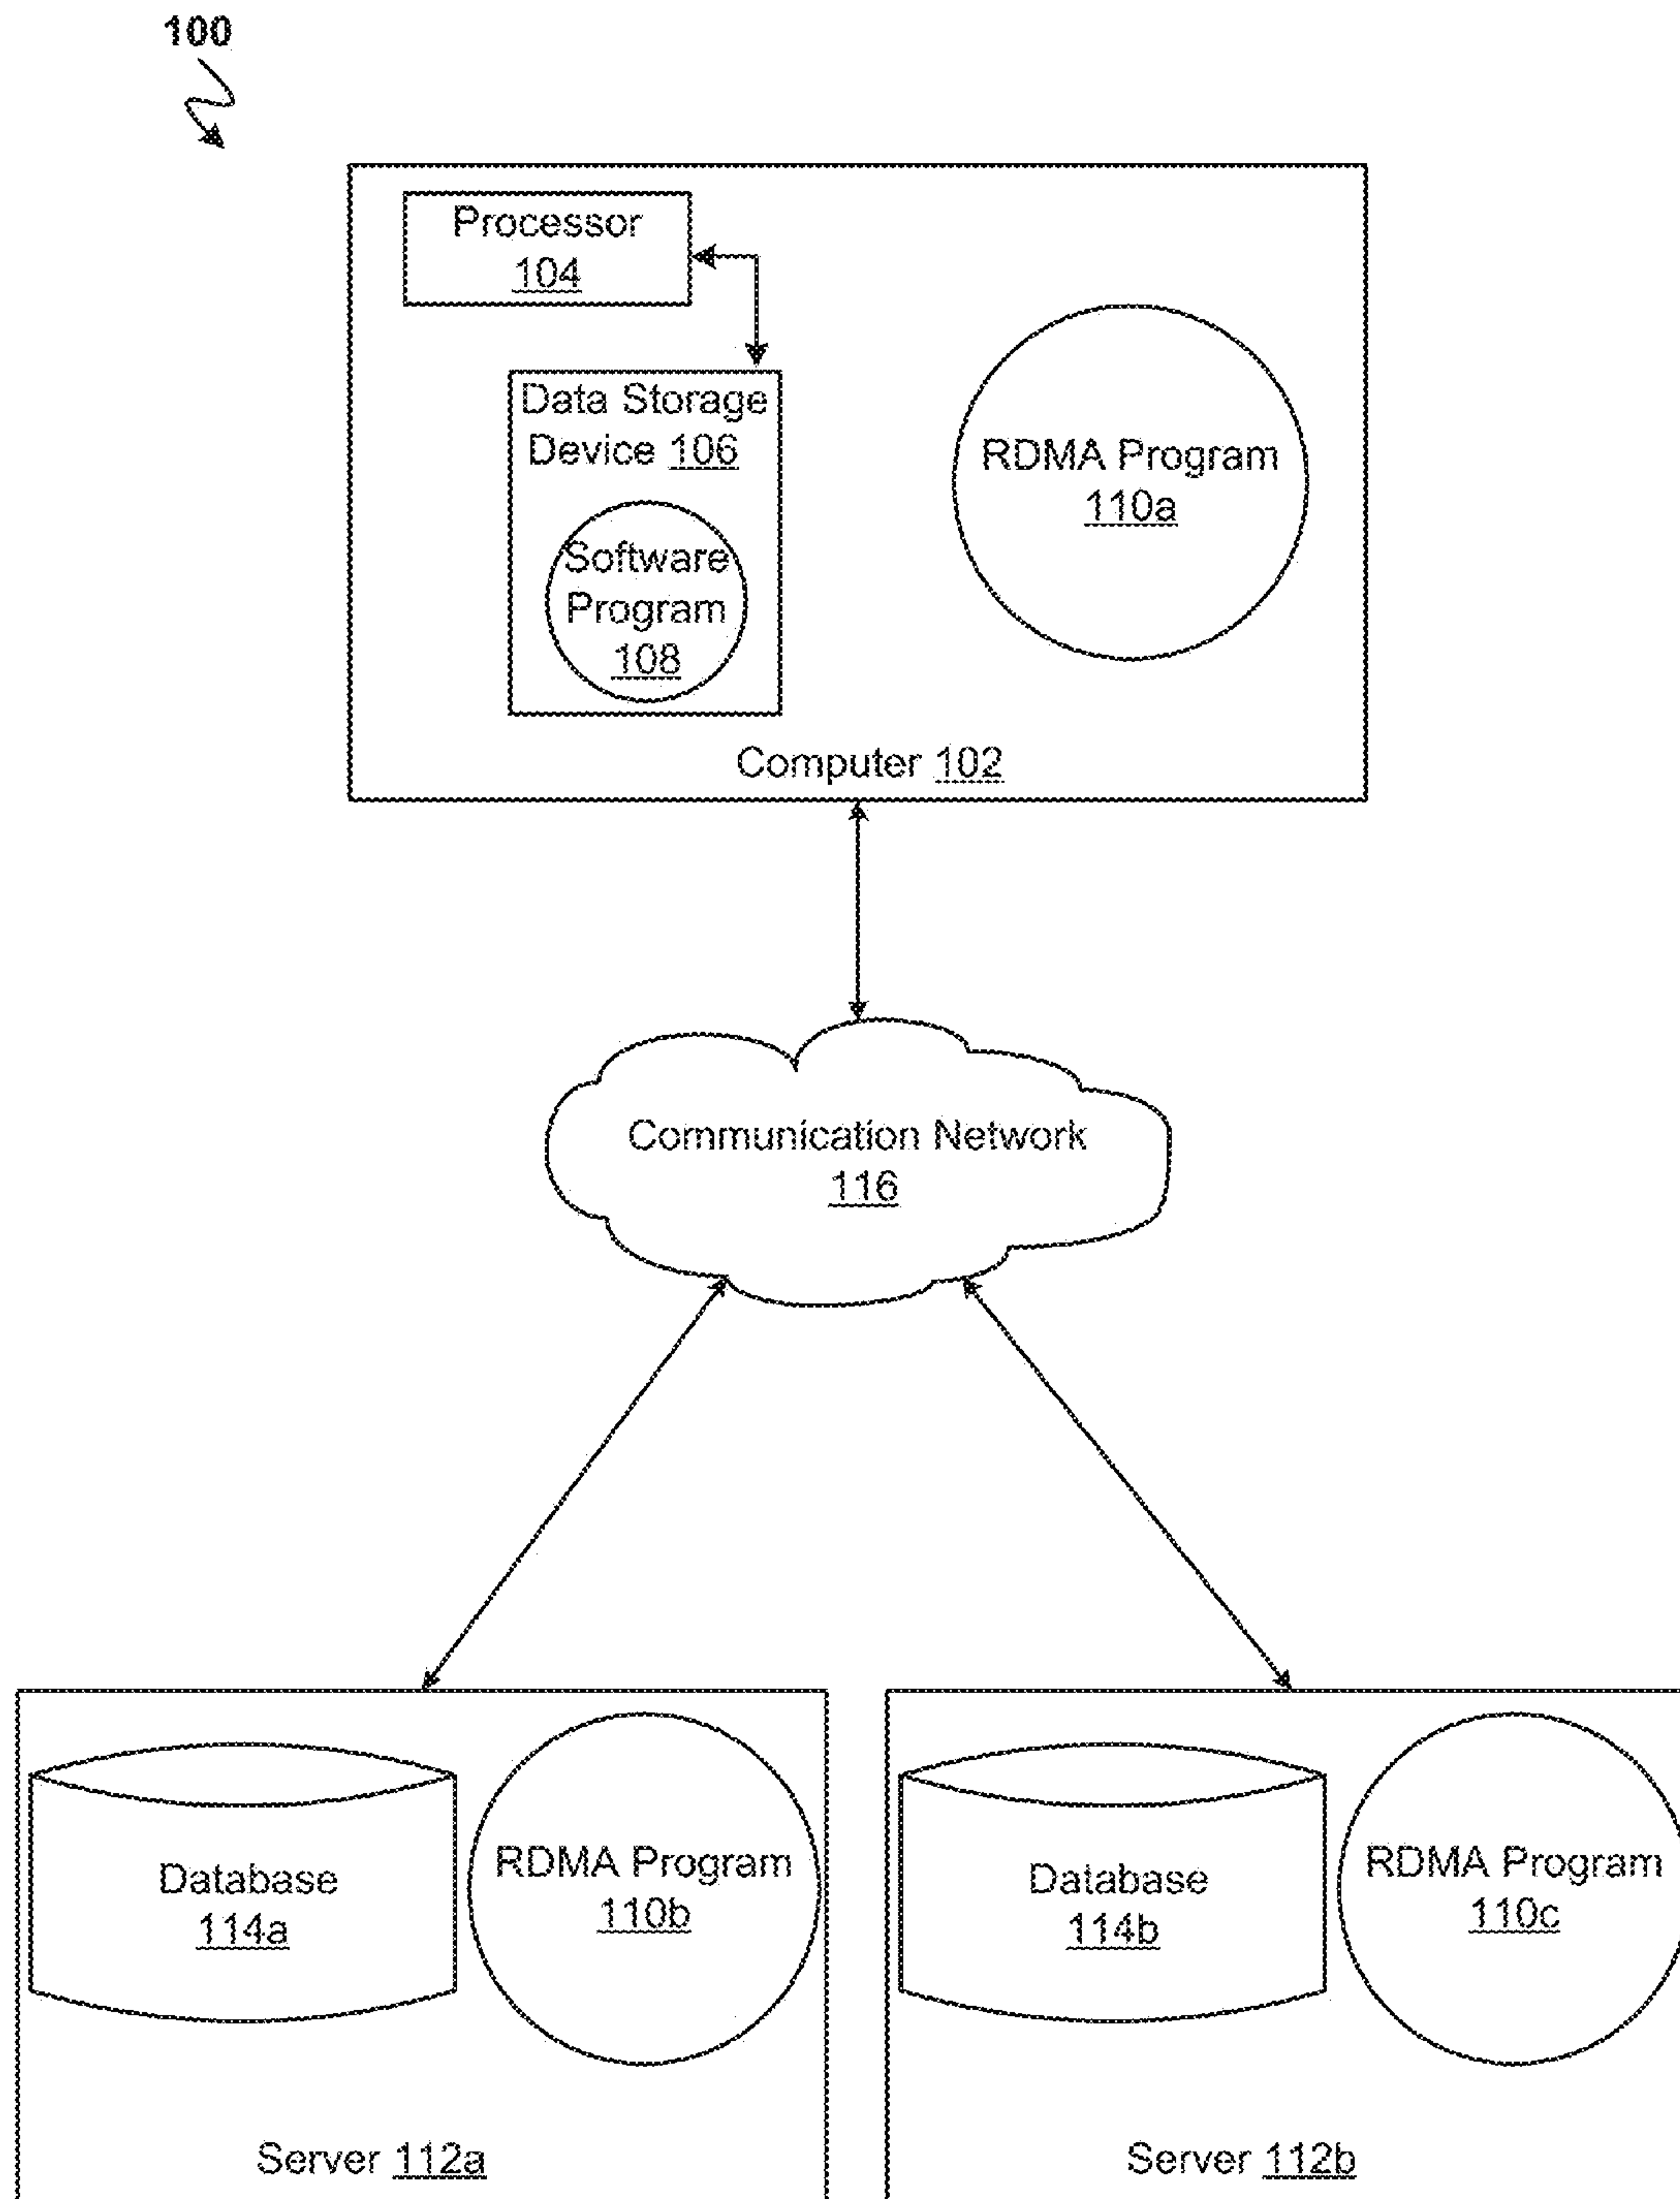 100
Processor
104
Data Storage
Device 106
Software
Program
108
RDMA Program
110a
Computer 102
Communication Network
116
Database
114a
RDMA Program
110b
Server 112a
Database
114b
RDMA Program
110c
Server 112b